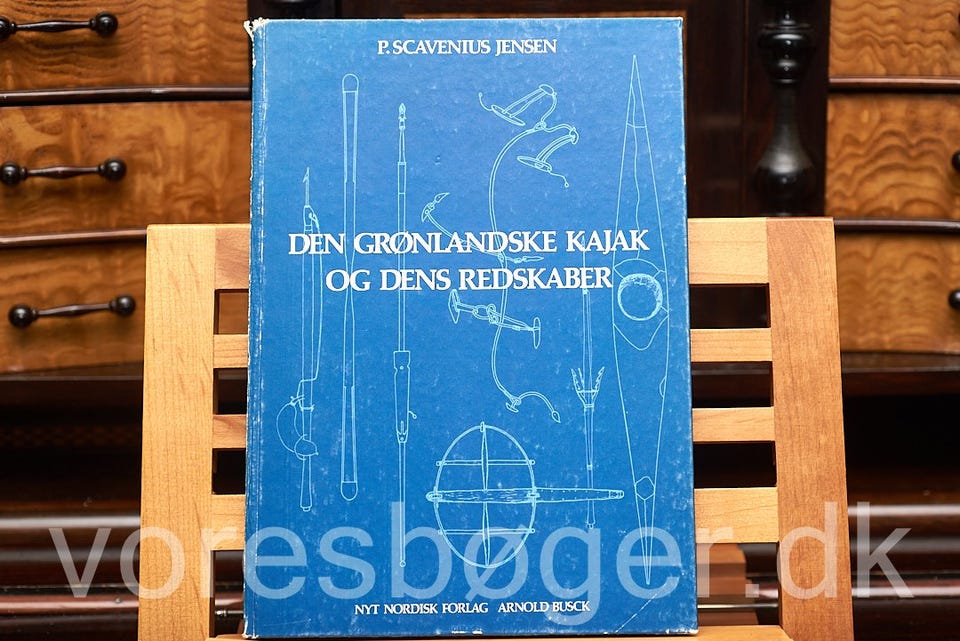 P. SCAVENIUS JENSEN
DEN GRØNLANDSKE KAJAK
OG DENS REDSKABER
voresbøger.dk
NYT NORDISK FORLAG ARNOLD BUSCK